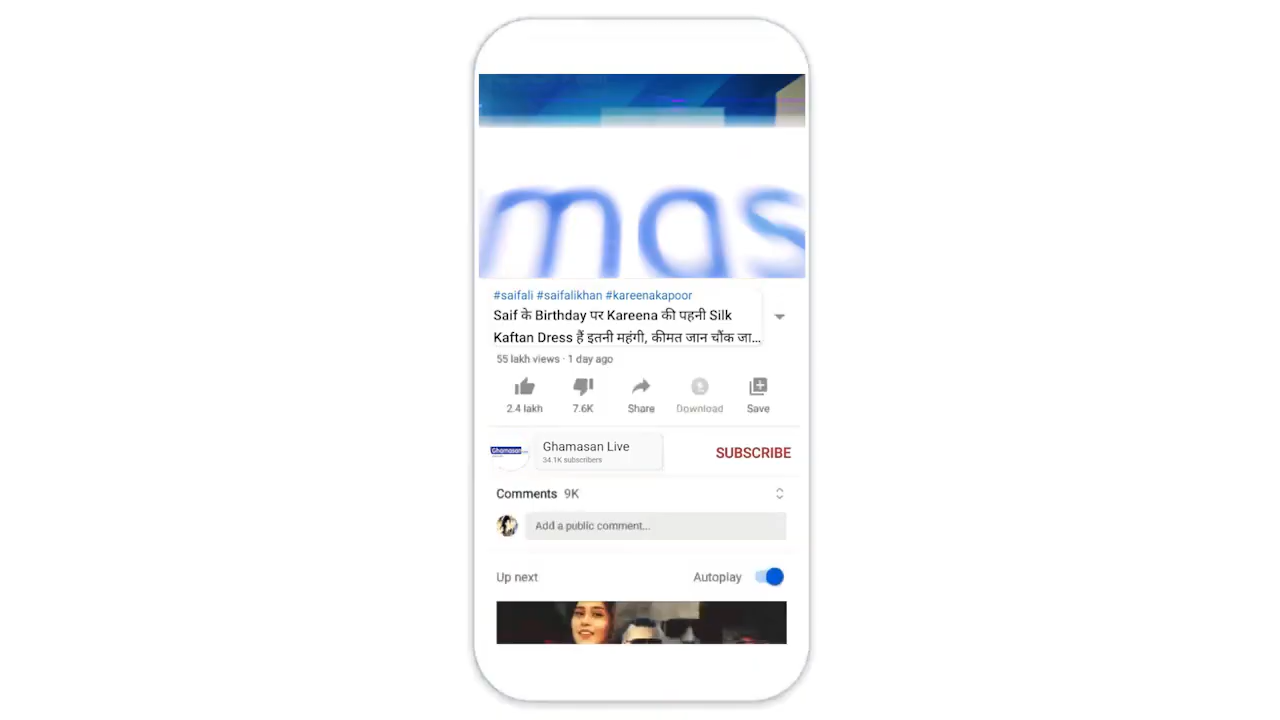 mas
#saifali #saifalikhan #kareenakapoor
Saif के Birthday पर Kareena की पहनी Silk
Kaftan Dress हैं इतनी महंगी, कीमत जान चौंक जा...
55 lakh views · 1 day ago
2.4 lakh 7.6K Share Download Save
Ghamasan
Ghamasan Live
SUBSCRIBE
34.1K subscribers
Comments 9K
Add a public comment...
Up next Autoplay